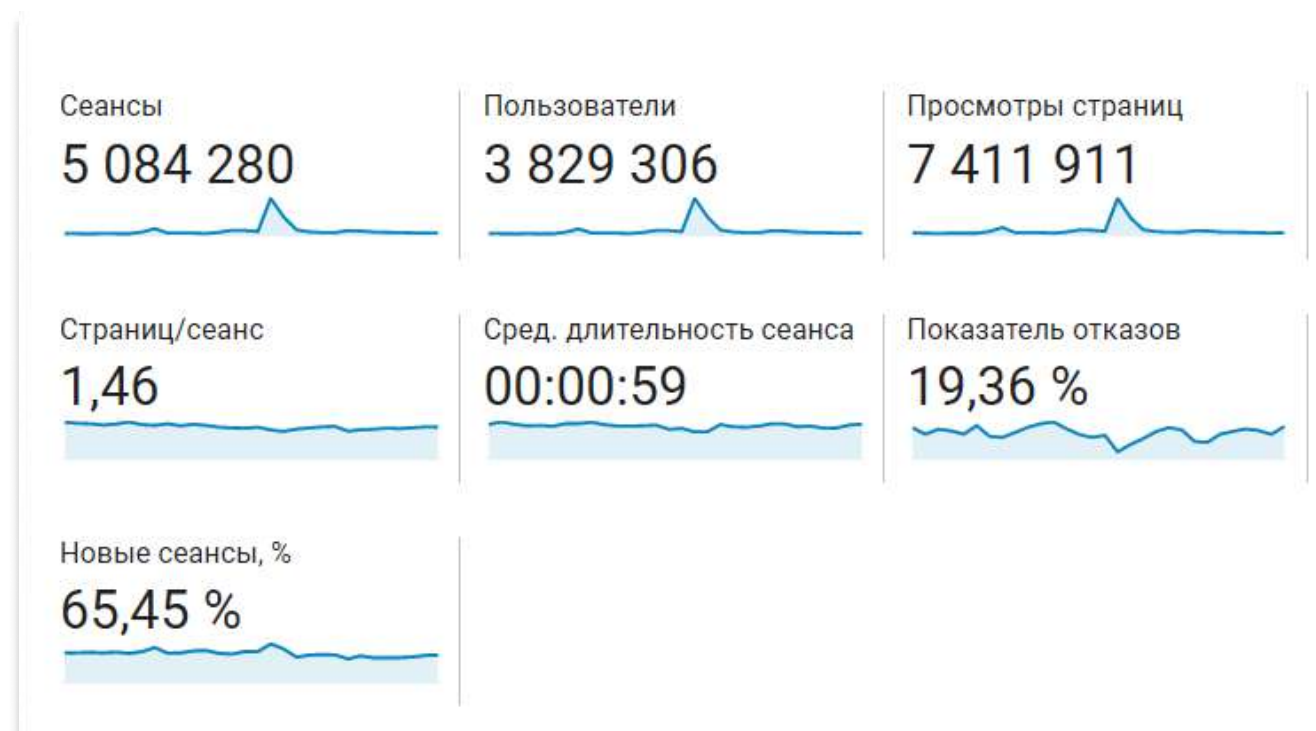 Сеансы
5 084 280
Пользователи
3 829 306
Просмотры страниц
7 411 911
Страниц/сеанс
1,46
Сред. длительность сеанса
00:00:59
Показатель отказов
19,36 %
Новые сеансы, %
65,45 %